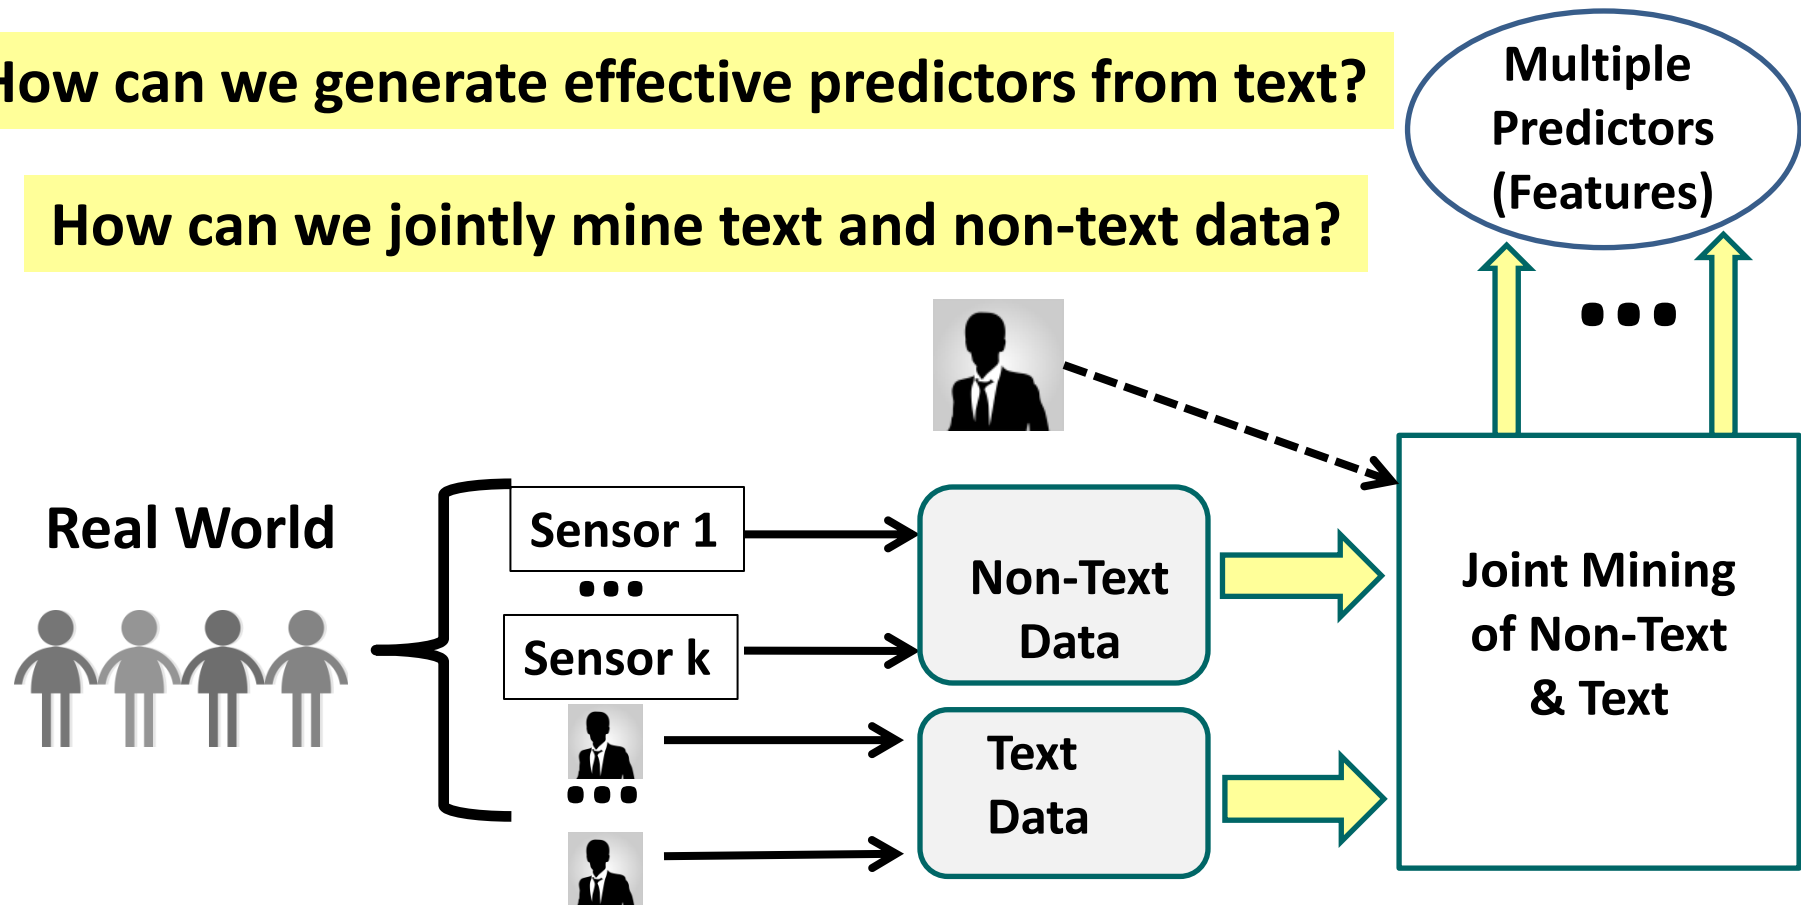 How can we generate effective predictors from text?
How can we jointly mine text and non-text data?
Multiple
Predictors
(Features)
...
Real World
Sensor 1
...
Sensor k
...
Non-Text
Data
Text
Data
Joint Mining
of Non-Text
& Text